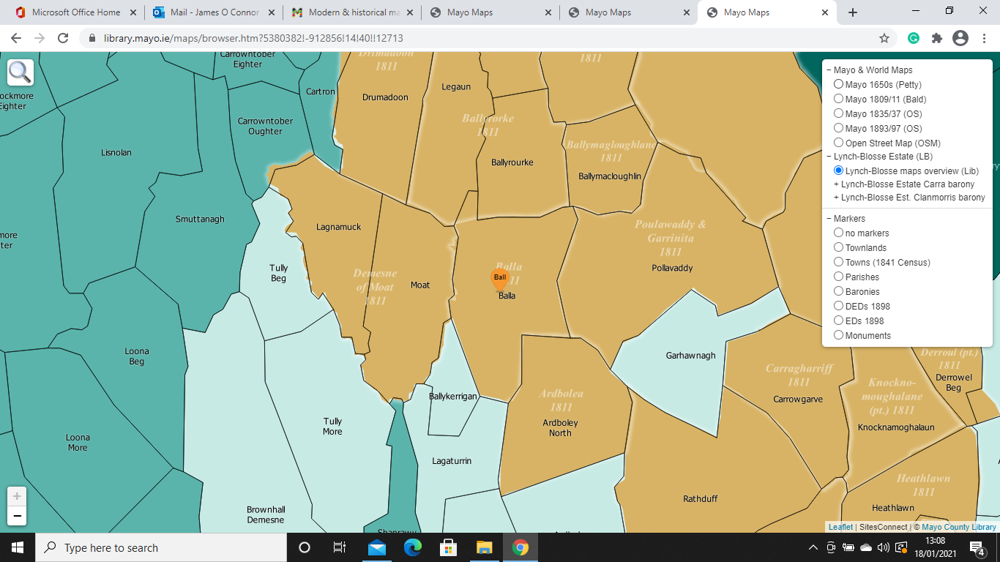 Microsoft Office Home
Mail - James O Connor
Modern & historical ma
Mayo Maps
Mayo Maps
Mayo Maps
library.mayo.ie/maps/browser.htm?5380382!-912856!14!40!!12713
Carrowntober
Eighter
Drimadoon
1811
1811
Legaun
ockmore
Eighter
Cartron
Drumadoon
Carrowntober
Oughter
Ballyrorke
1811
Lisnolan
Ballymagloughlane
1811
Ballyrourke
Ballymacloughlin
Smuttanagh
Lagnamuck
more
ter
Poulawaddy &
Garrinita
1811
Tully
Beg
Demesne
of Moat
1811
Moat
Balla
1811
Ball
Balla
Pollavaddy
Loona
Beg
Garhawnagh
Derroul (pt.)
1811
Derrowel
Beg
Carragharriff
1811
Carrowgarve
Knockno-
moughalane
(pt.) 1811
Knocknamoghalaun
Ballykerrigan
Ardbolea
1811
Ardboley
North
Tully
More
Loona
More
Lagaturrin
Heathlawn
1811
Heathlawn
Rathduff
Brownhall
Demesne
Shanrawy
− Mayo & World Maps
Mayo 1650s (Petty)
Mayo 1809/11 (Bald)
Mayo 1835/37 (OS)
Mayo 1893/97 (OS)
Open Street Map (OSM)
− Lynch-Blosse Estate (LB)
Lynch-Blosse maps overview (Lib)
+ Lynch-Blosse Estate Carra barony
+ Lynch-Blosse Est. Clanmorris barony
− Markers
no markers
Townlands
Towns (1841 Census)
Parishes
Baronies
DEDs 1898
EDs 1898
Monuments
+
−
Leaflet | SitesConnect | © Mayo County Library
Type here to search
13:08
18/01/2021
4